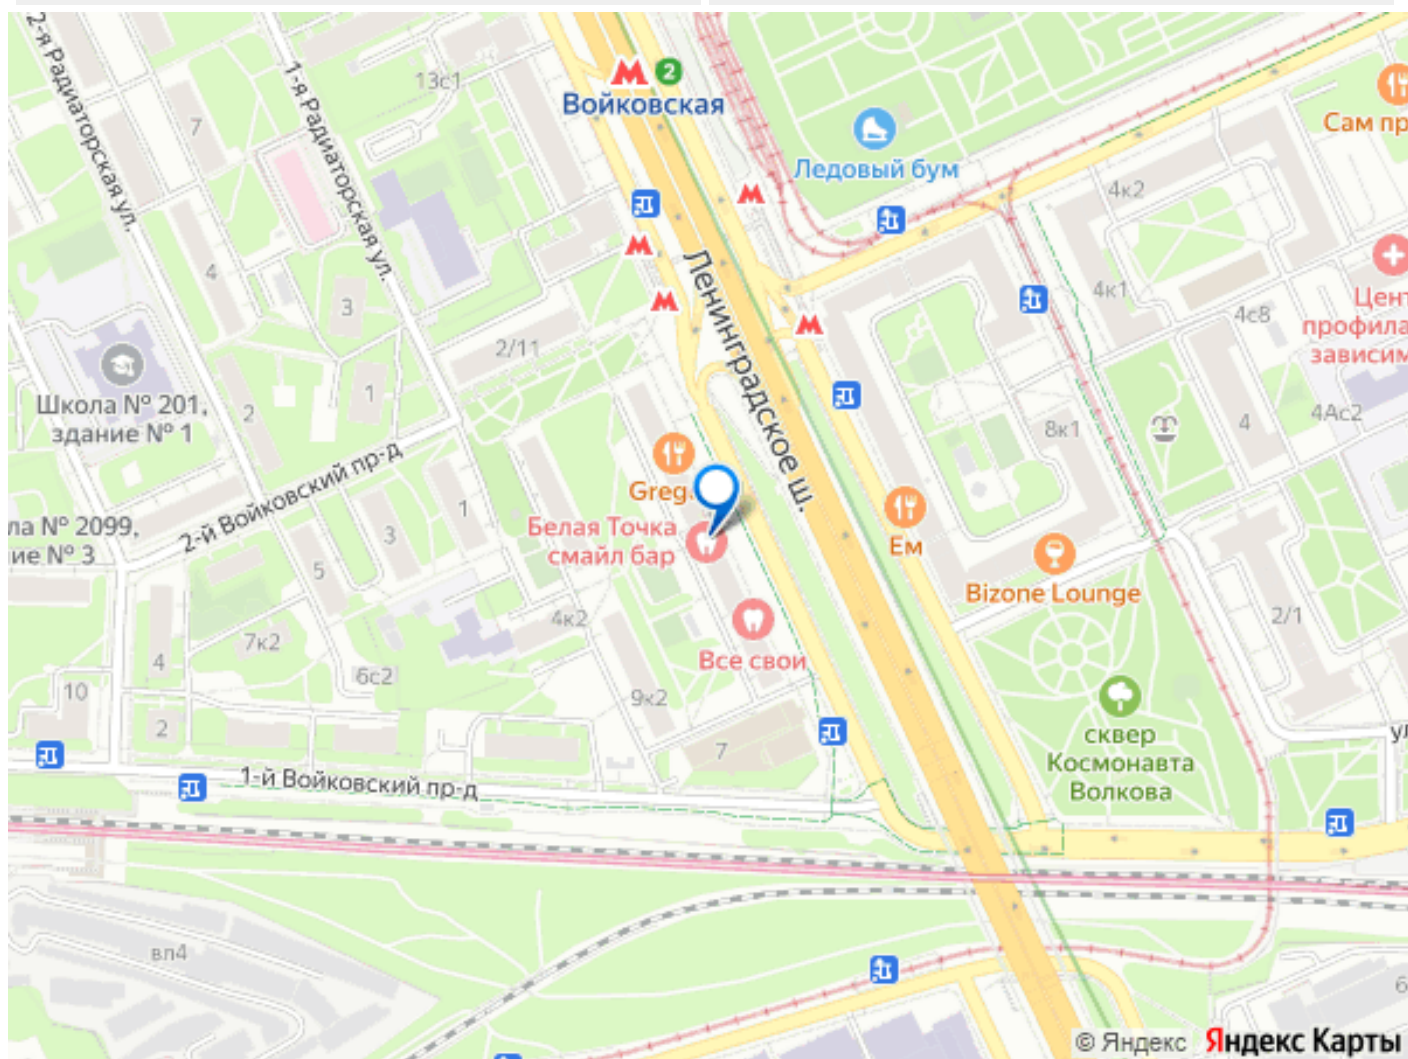 2-я Радиаторская ул.
1-я Радиаторская ул.
13с1
2
Войковская
7
Сам пр
Ледовый бум
4к2
4
3
Ленинградское ш.
4к1
4с8
Цент
профила
зависим
2/11
1
2
Школа № 201,
здание № 1
4Ас2
4
8к1
2-й Войковский пр-д
1
Grega
Белая Точка
смайл бар
Ем
ла № 2099,
ие № 3
3
5
Bizone Lounge
2/1
4к2
7к2
4
6с2
Все свои
10
9к2
2
7
сквер
Космонавта
Волкова
ул
1-й Войковский пр-д
вл4
6
© Яндекс Яндекс Карты